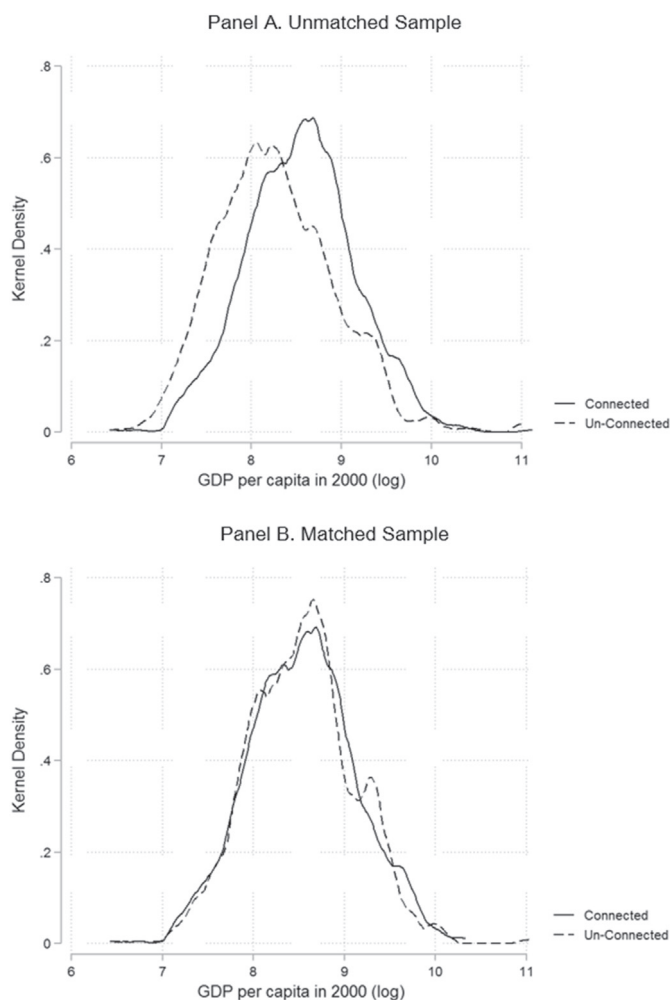 Panel A. Unmatched Sample
.8
.6
.4
.2
0
Kernel Density
6 7 8 9 10 11
GDP per capita in 2000 (log)
Connected
Un-Connected
Panel B. Matched Sample
.8
.6
.4
.2
0
Kernel Density
6 7 8 9 10 11
GDP per capita in 2000 (log)
Connected
Un-Connected